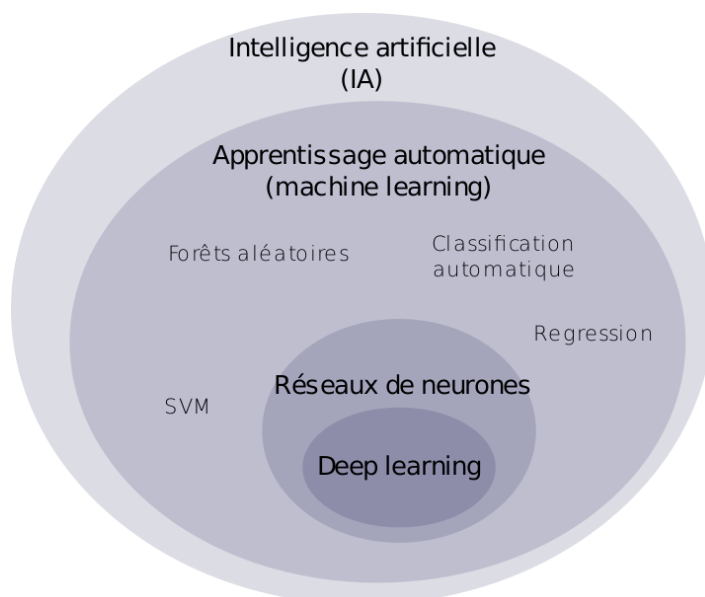 Intelligence artificielle
(IA)
Apprentissage automatique
(machine learning)
Forêts aléatoires
Classification
automatique
Regression
Réseaux de neurones
SVM
Deep learning